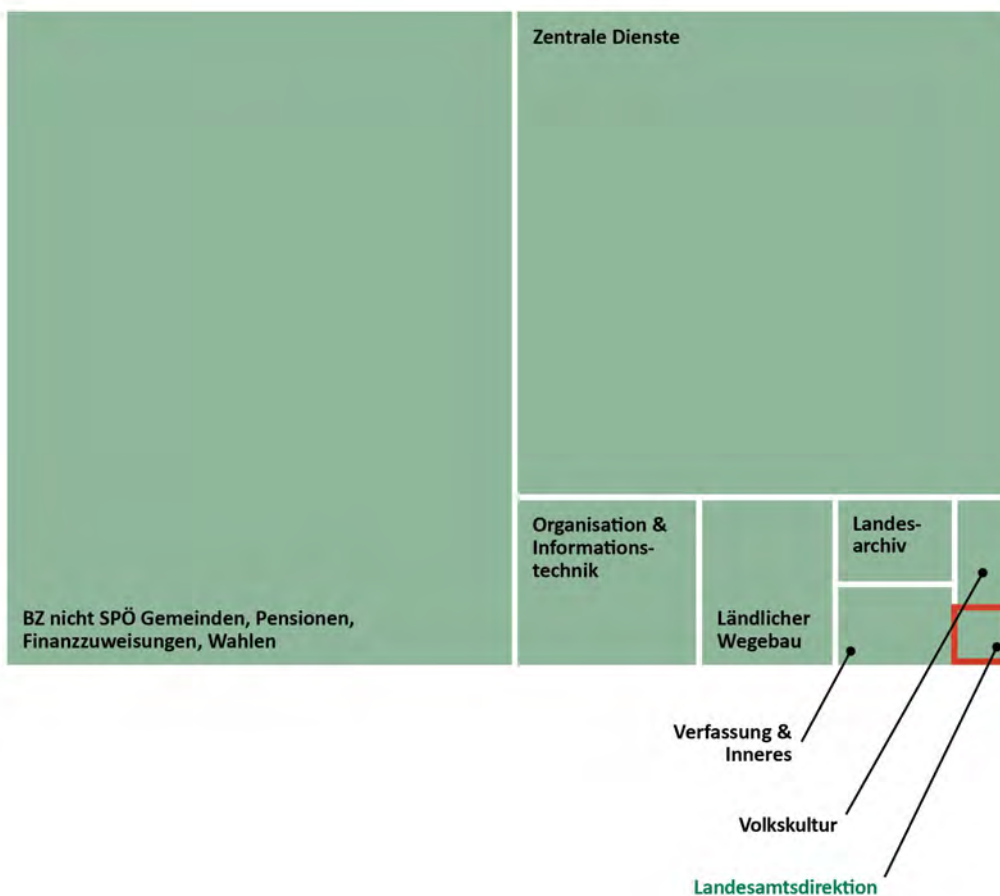 Zentrale Dienste
BZ nicht SPÖ Gemeinden, Pensionen,
Finanzzuweisungen, Wahlen
Organisation &
Informations-
technik
Ländlicher
Wegebau
Landes-
archiv
Verfassung &
Inneres
Volkskultur
Landesamtsdirektion